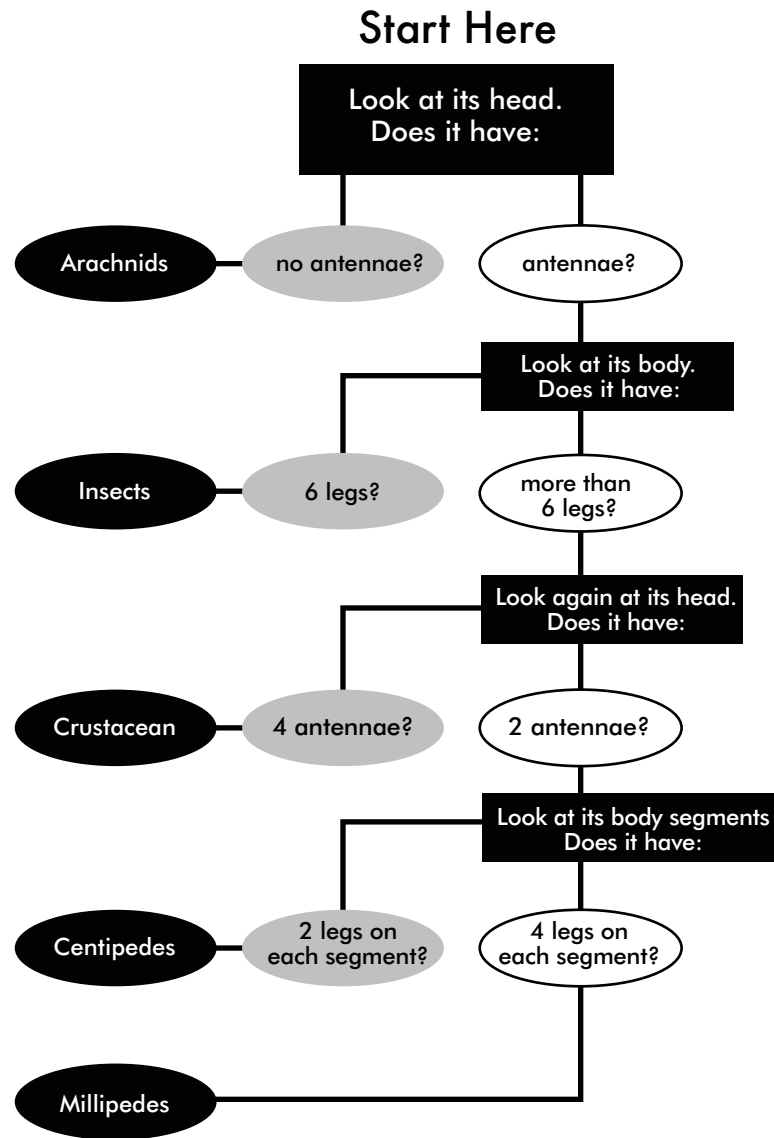 Start Here
Look at its head.
Does it have:
Arachnids
no antennae?
antennae?
Look at its body.
Does it have:
Insects
6 legs?
more than
6 legs?
Look again at its head.
Does it have:
Crustacean
4 antennae?
2 antennae?
Look at its body segments
Does it have:
Centipedes
2 legs on
each segment?
4 legs on
each segment?
Millipedes